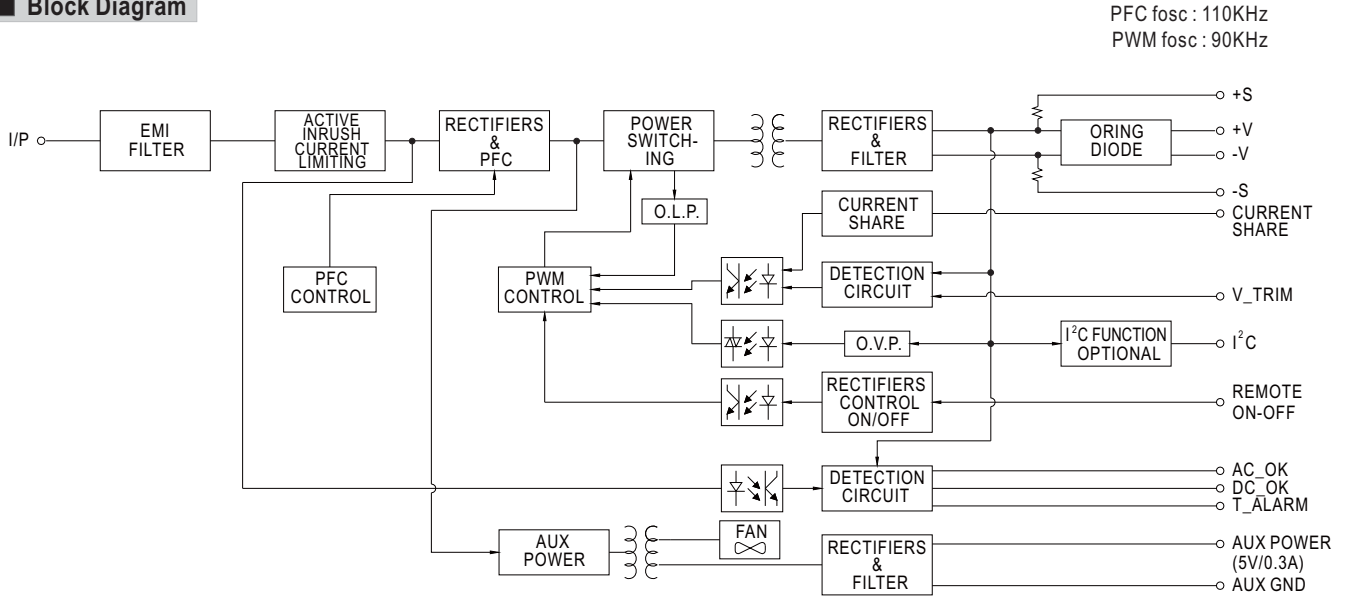 Block Diagram
PFC fosc : 110KHz
PWM fosc : 90KHz
I/P
EMI
FILTER
ACTIVE
INRUSH
CURRENT
LIMITING
RECTIFIERS
&
PFC
POWER
SWITCH-
ING
RECTIFIERS
&
FILTER
ORING
DIODE
+S
+V
-V
-S
O.L.P.
CURRENT
SHARE
CURRENT
SHARE
PFC
CONTROL
PWM
CONTROL
DETECTION
CIRCUIT
V_TRIM
O.V.P.
I²C FUNCTION
OPTIONAL
I²C
RECTIFIERS
CONTROL
ON/OFF
REMOTE
ON-OFF
DETECTION
CIRCUIT
AC_OK
DC_OK
T_ALARM
AUX
POWER
FAN
RECTIFIERS
&
FILTER
AUX POWER
(5V/0.3A)
AUX GND